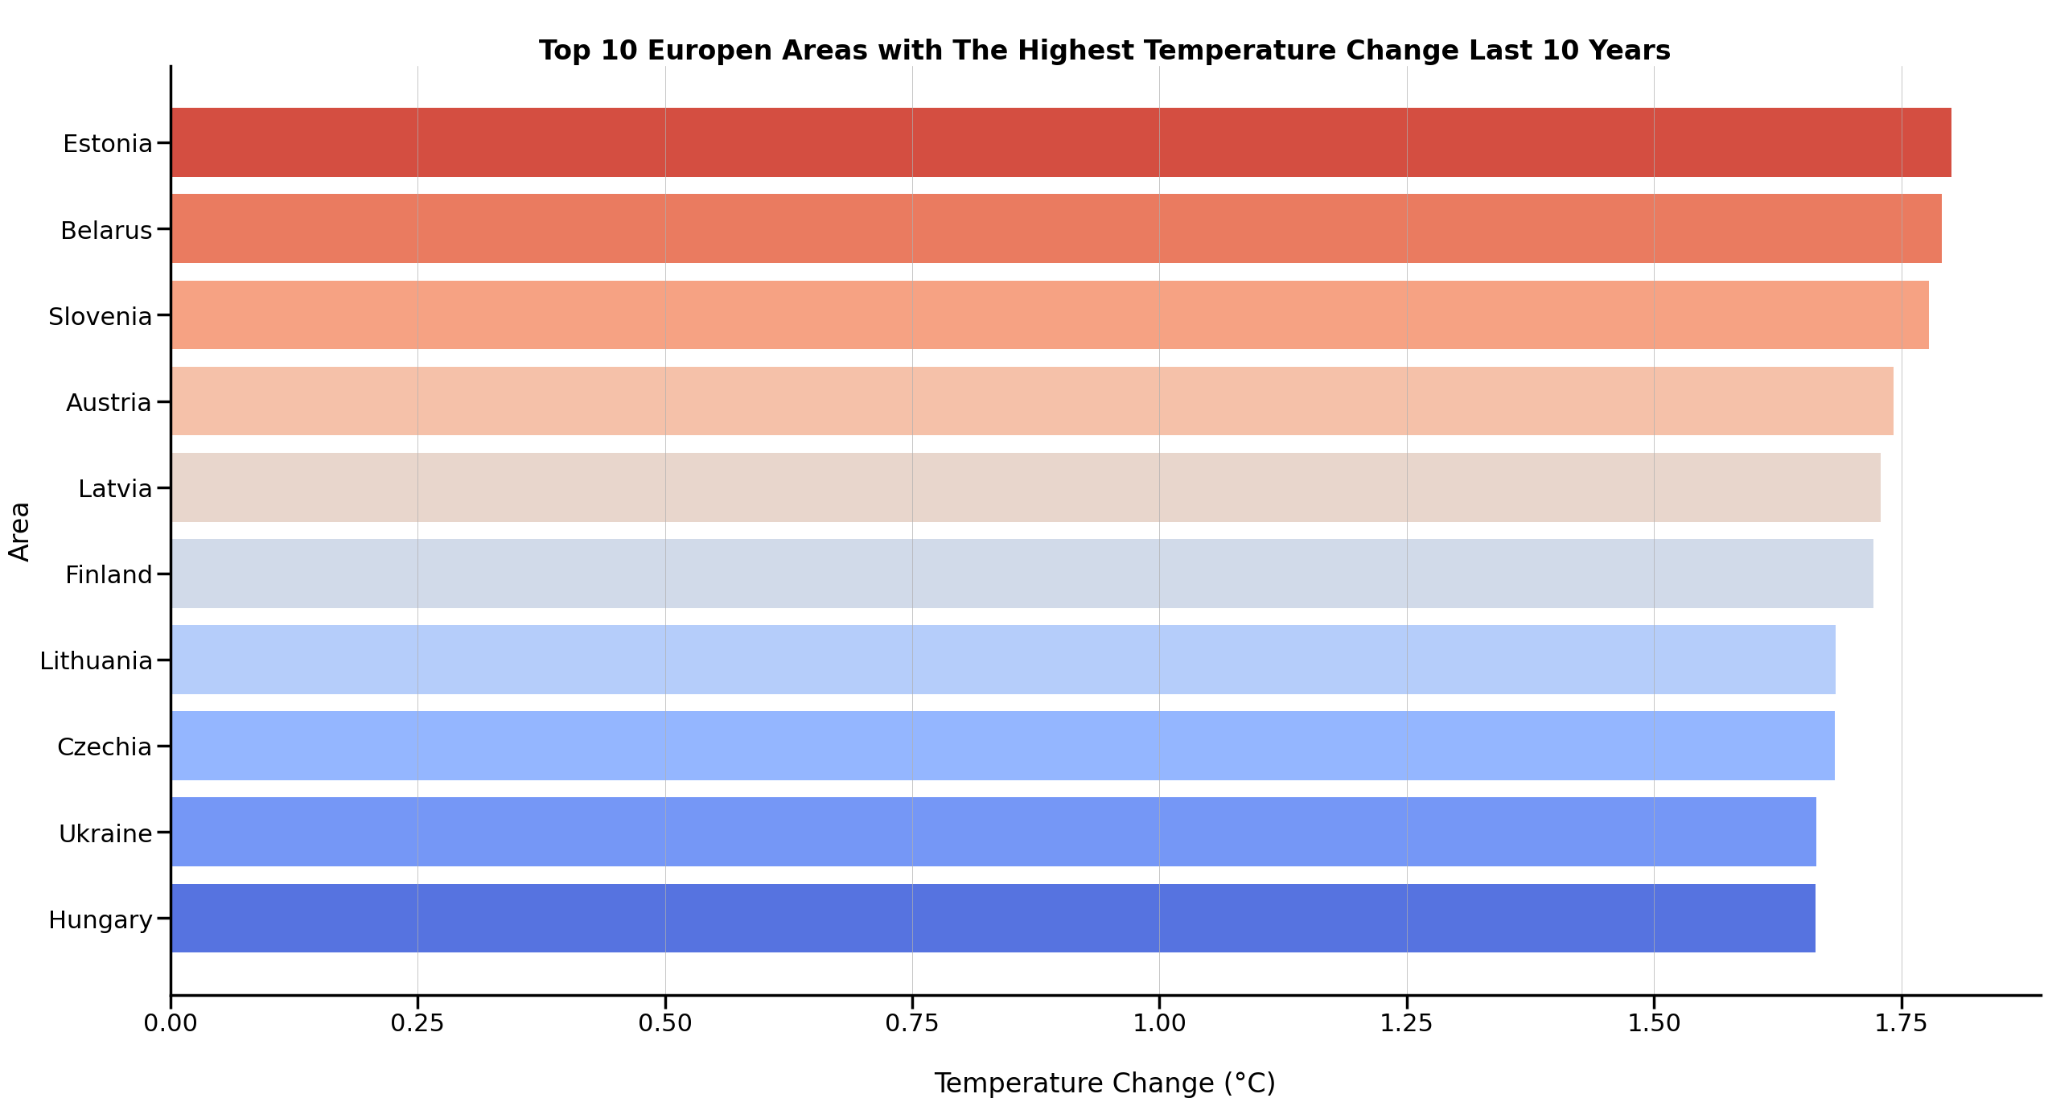 Top 10 Europen Areas with The Highest Temperature Change Last 10 Years
Estonia
Belarus
Slovenia
Austria
Latvia
Finland
Lithuania
Czechia
Ukraine
Hungary
Area
0.00 0.25 0.50 0.75 1.00 1.25 1.50 1.75
Temperature Change (°C)